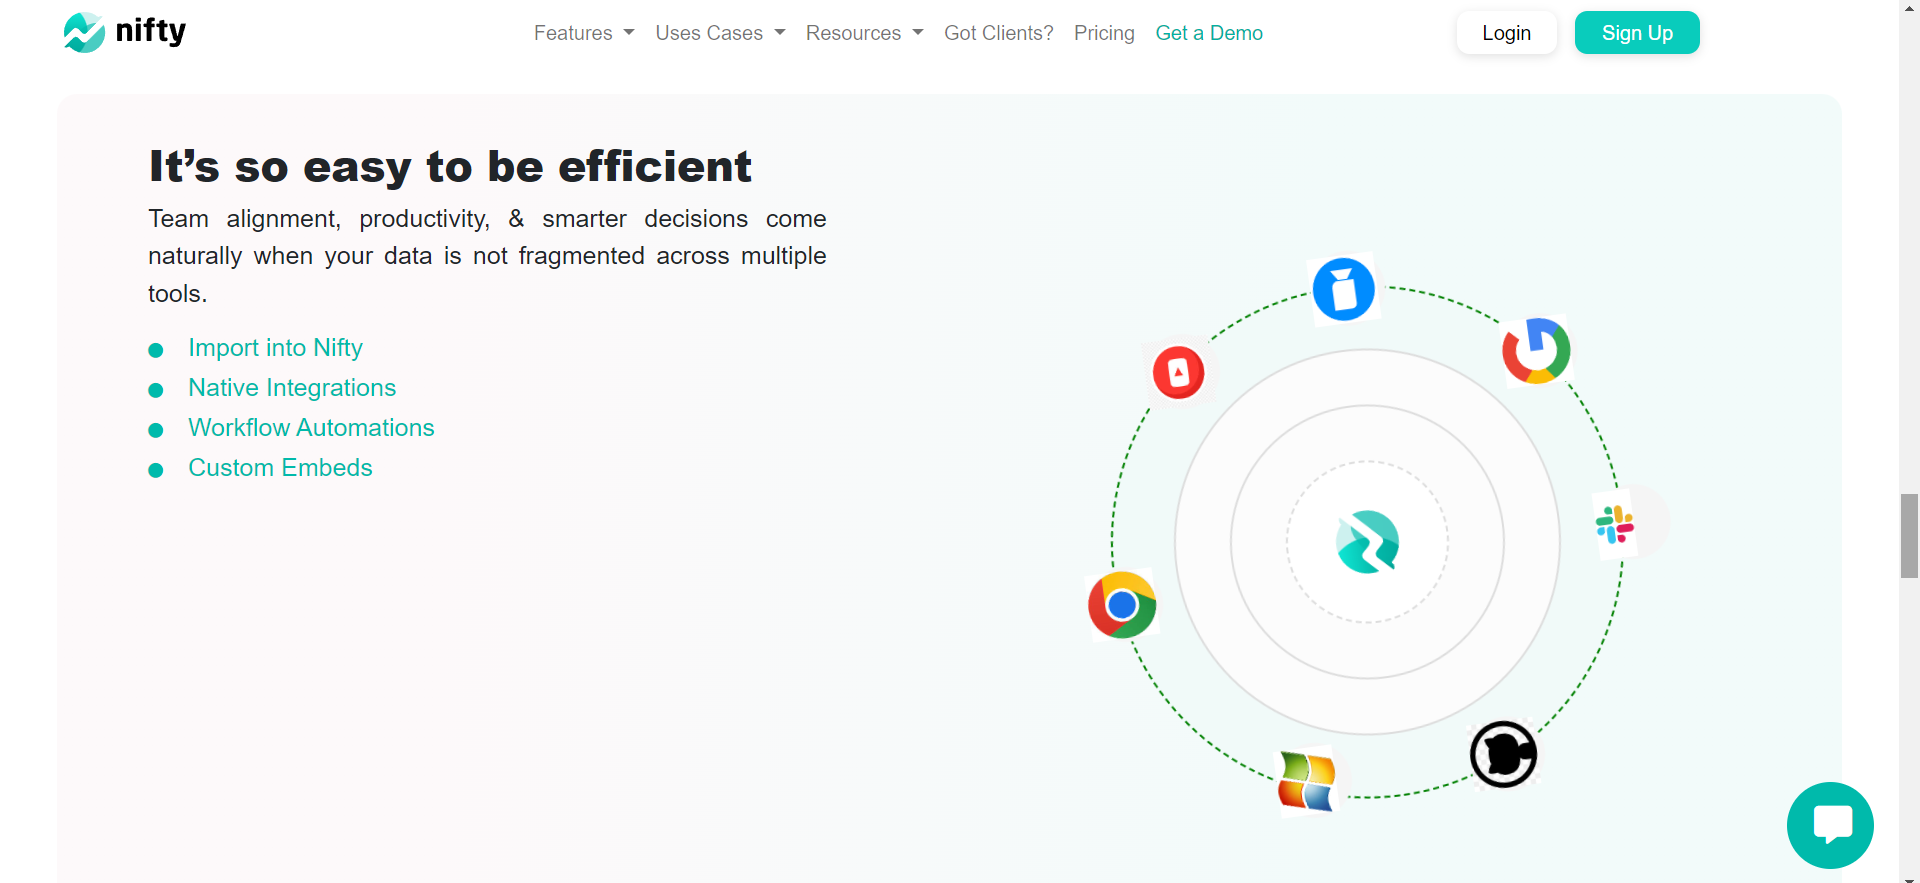 nifty
Features
Uses Cases
Resources
Got Clients?
Pricing
Get a Demo
Login
Sign Up
It’s so easy to be efficient
Team alignment, productivity, & smarter decisions come
naturally when your data is not fragmented across multiple
tools.
Import into Nifty
Native Integrations
Workflow Automations
Custom Embeds